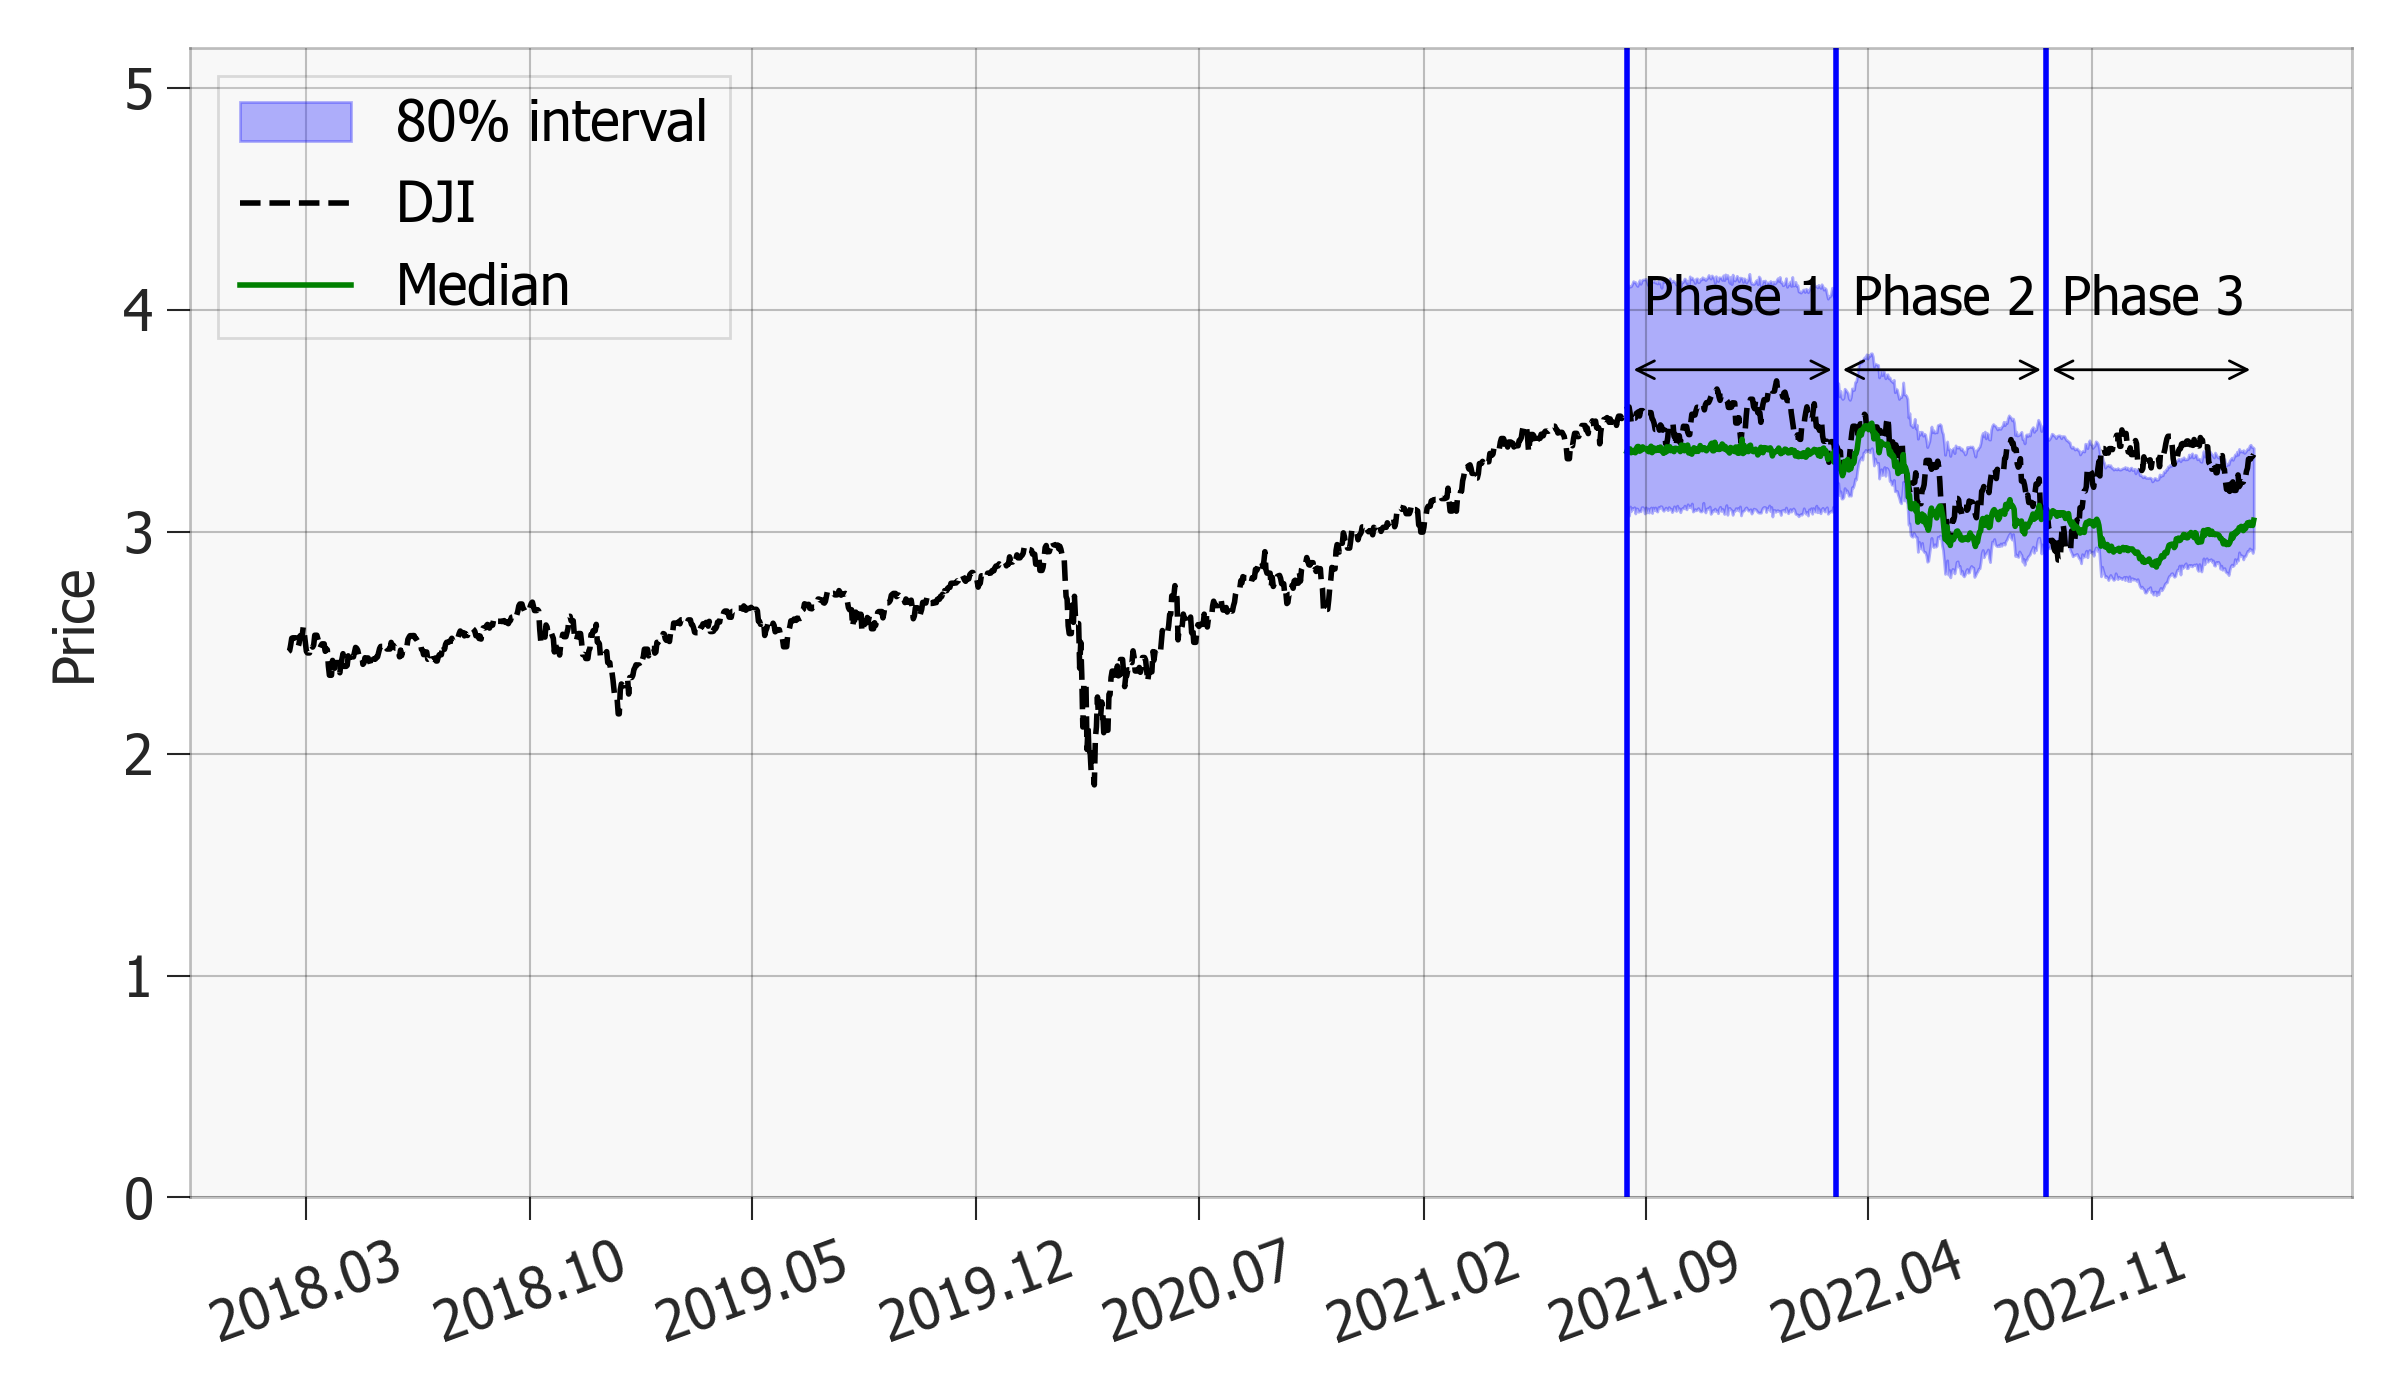 80% interval
DJI
Median
Phase 1
Phase 2
Phase 3
Price
5
4
3
2
1
0
2018.03
2018.10
2019.05
2019.12
2020.07
2021.02
2021.09
2022.04
2022.11